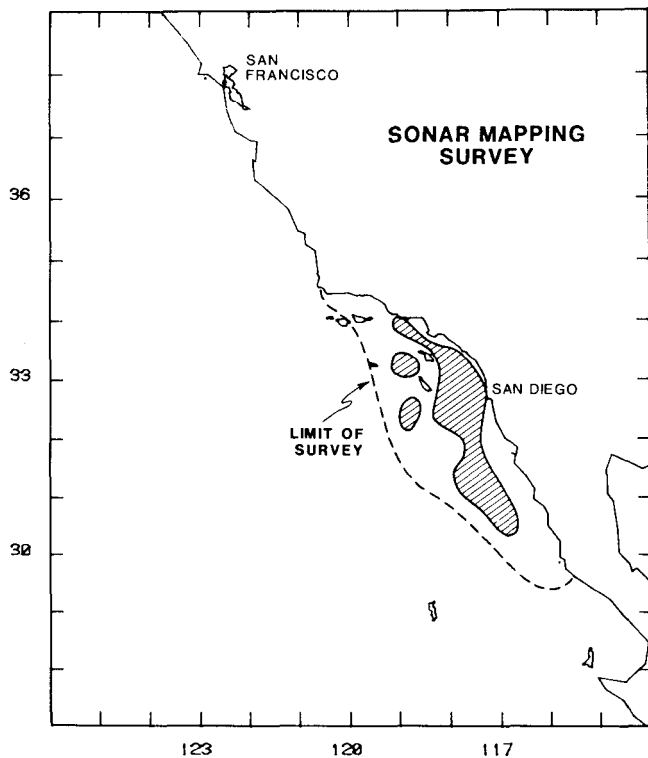 SAN
FRANCISCO
SONAR MAPPING
SURVEY
36
33
SAN DIEGO
LIMIT OF
SURVEY
30
123 120 117